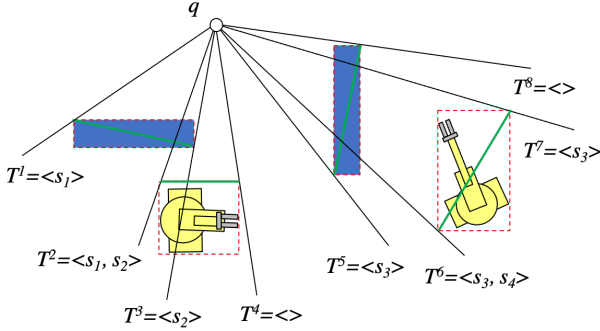 q
T⁸=<>
T⁷=<s₃>
T¹=<s₁>
T²=<s₁, s₂>
T⁵=<s₃>
T⁶=<s₃, s₄>
T³=<s₂>
T⁴=<>